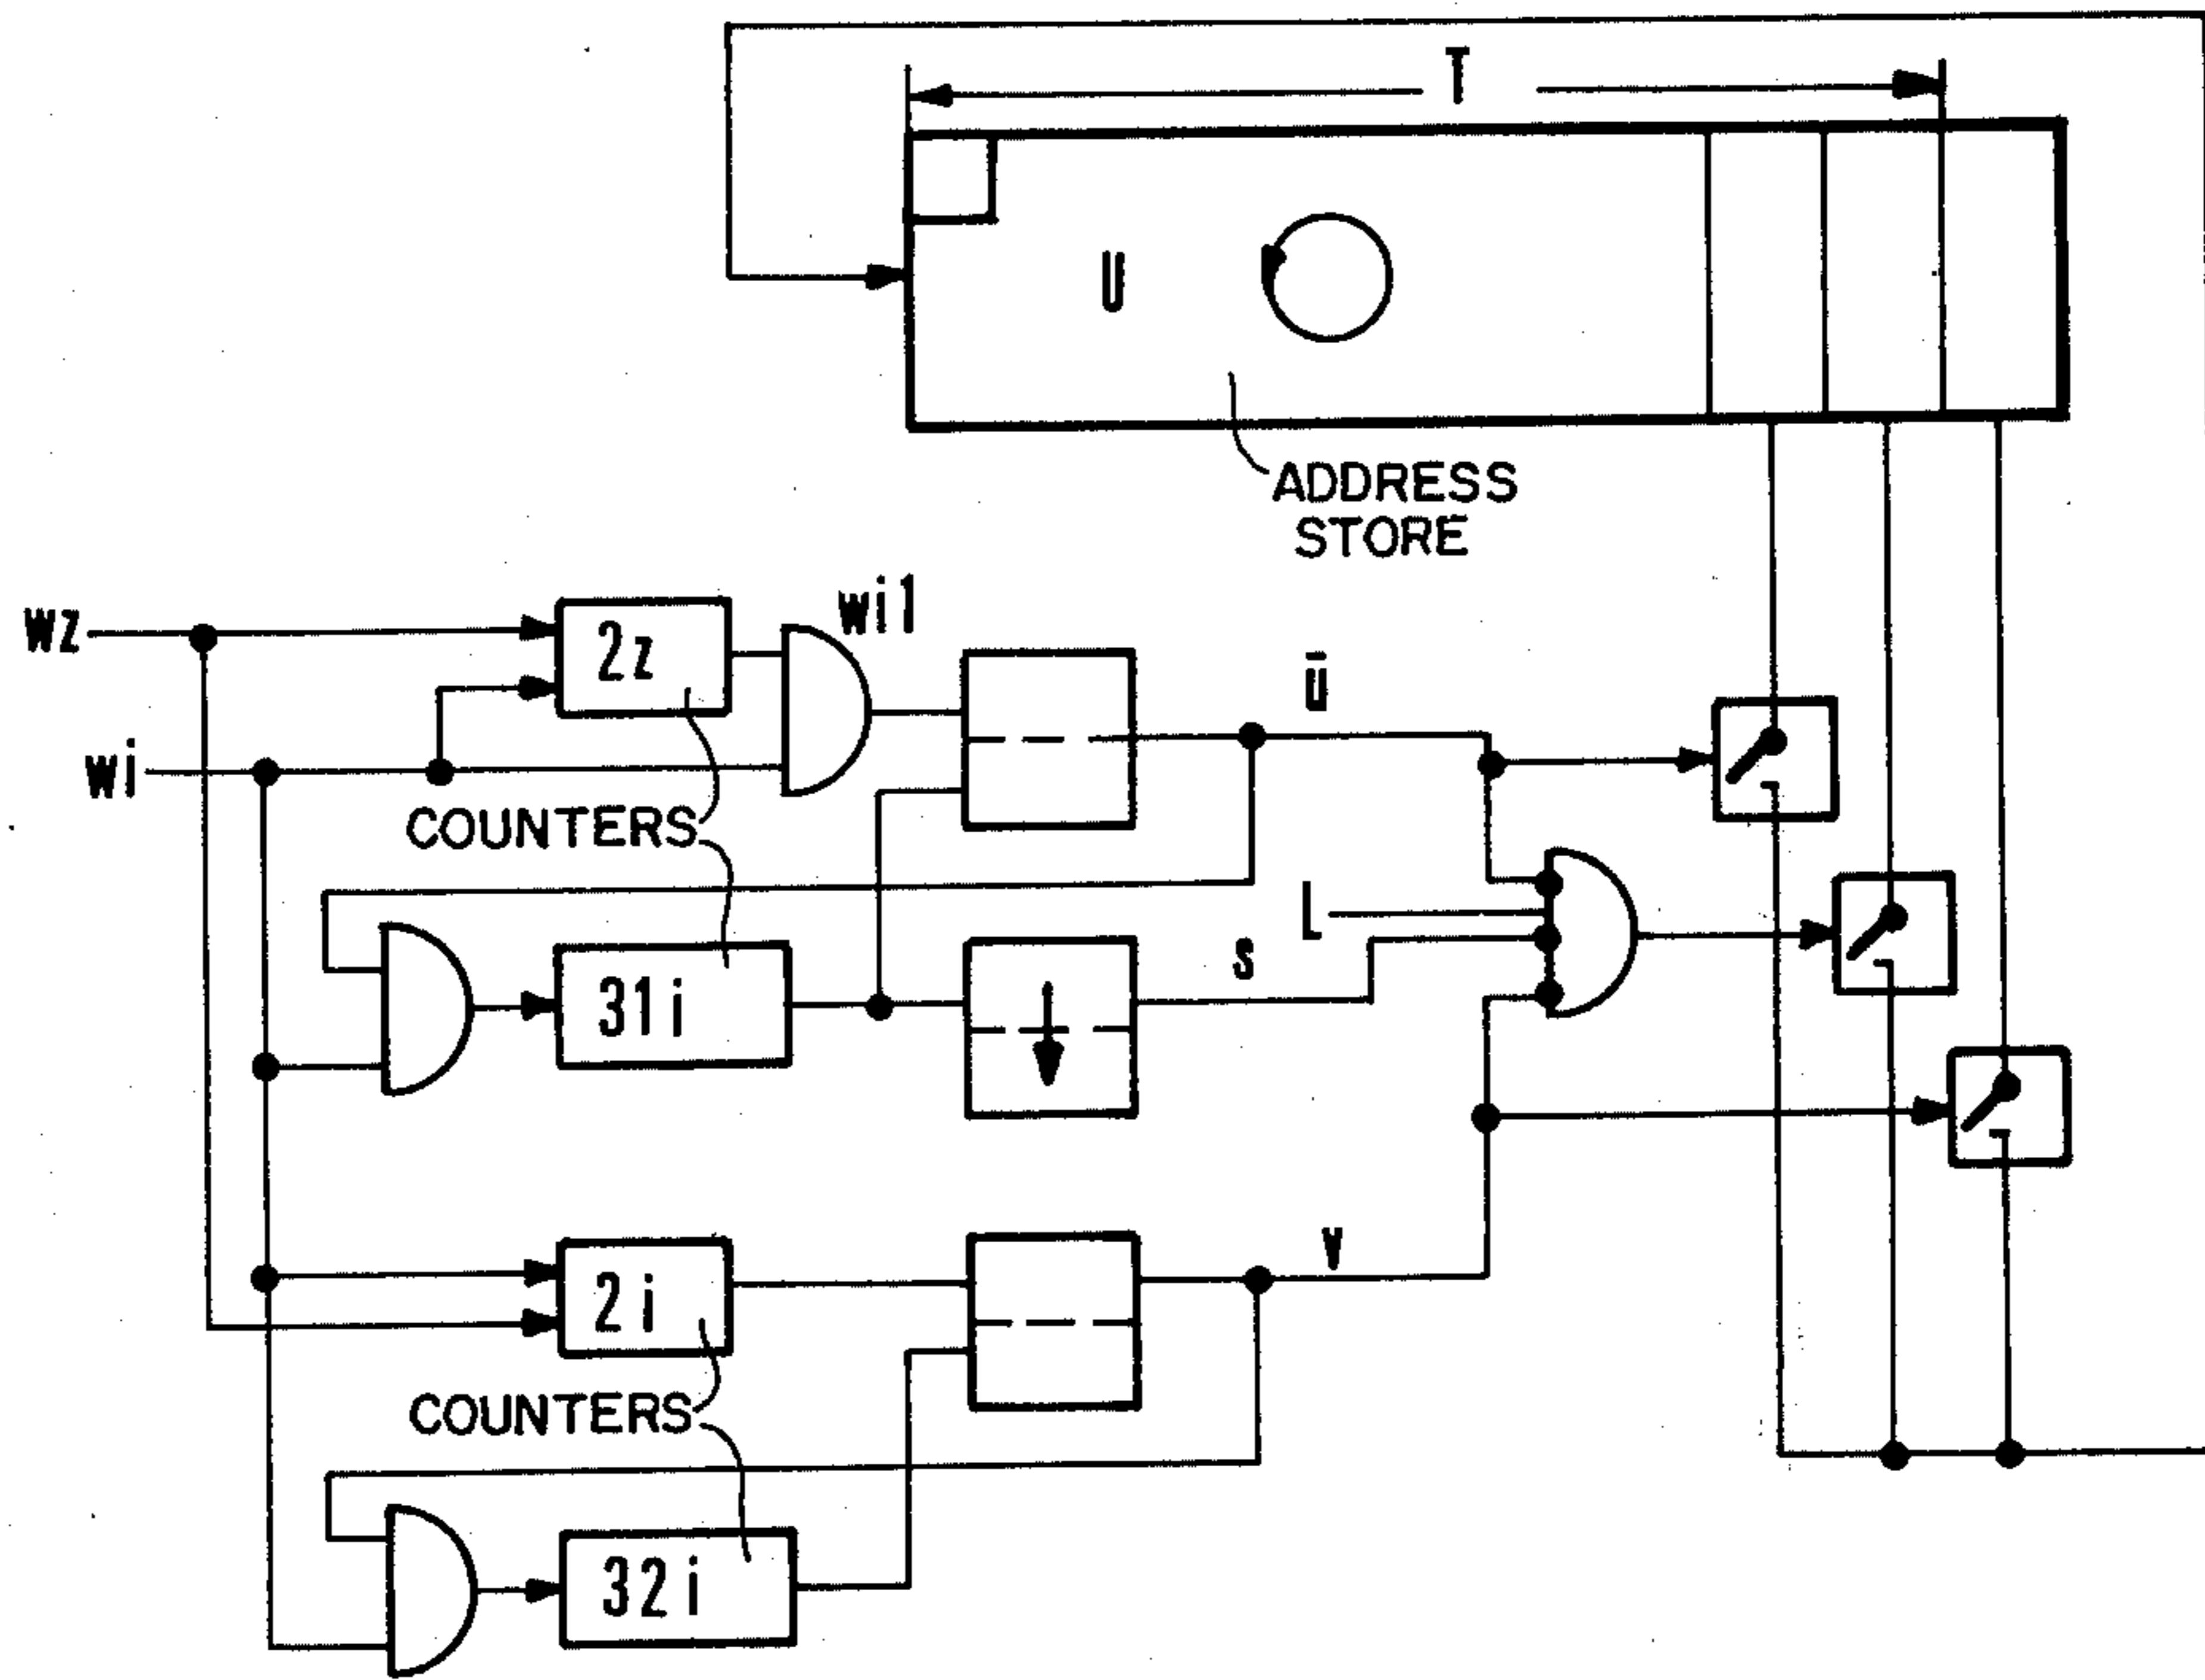 T
U
ADDRESS
STORE
wz
2z
wi1
ü
wi
COUNTERS
L
s
31i
v
2i
COUNTERS
32i